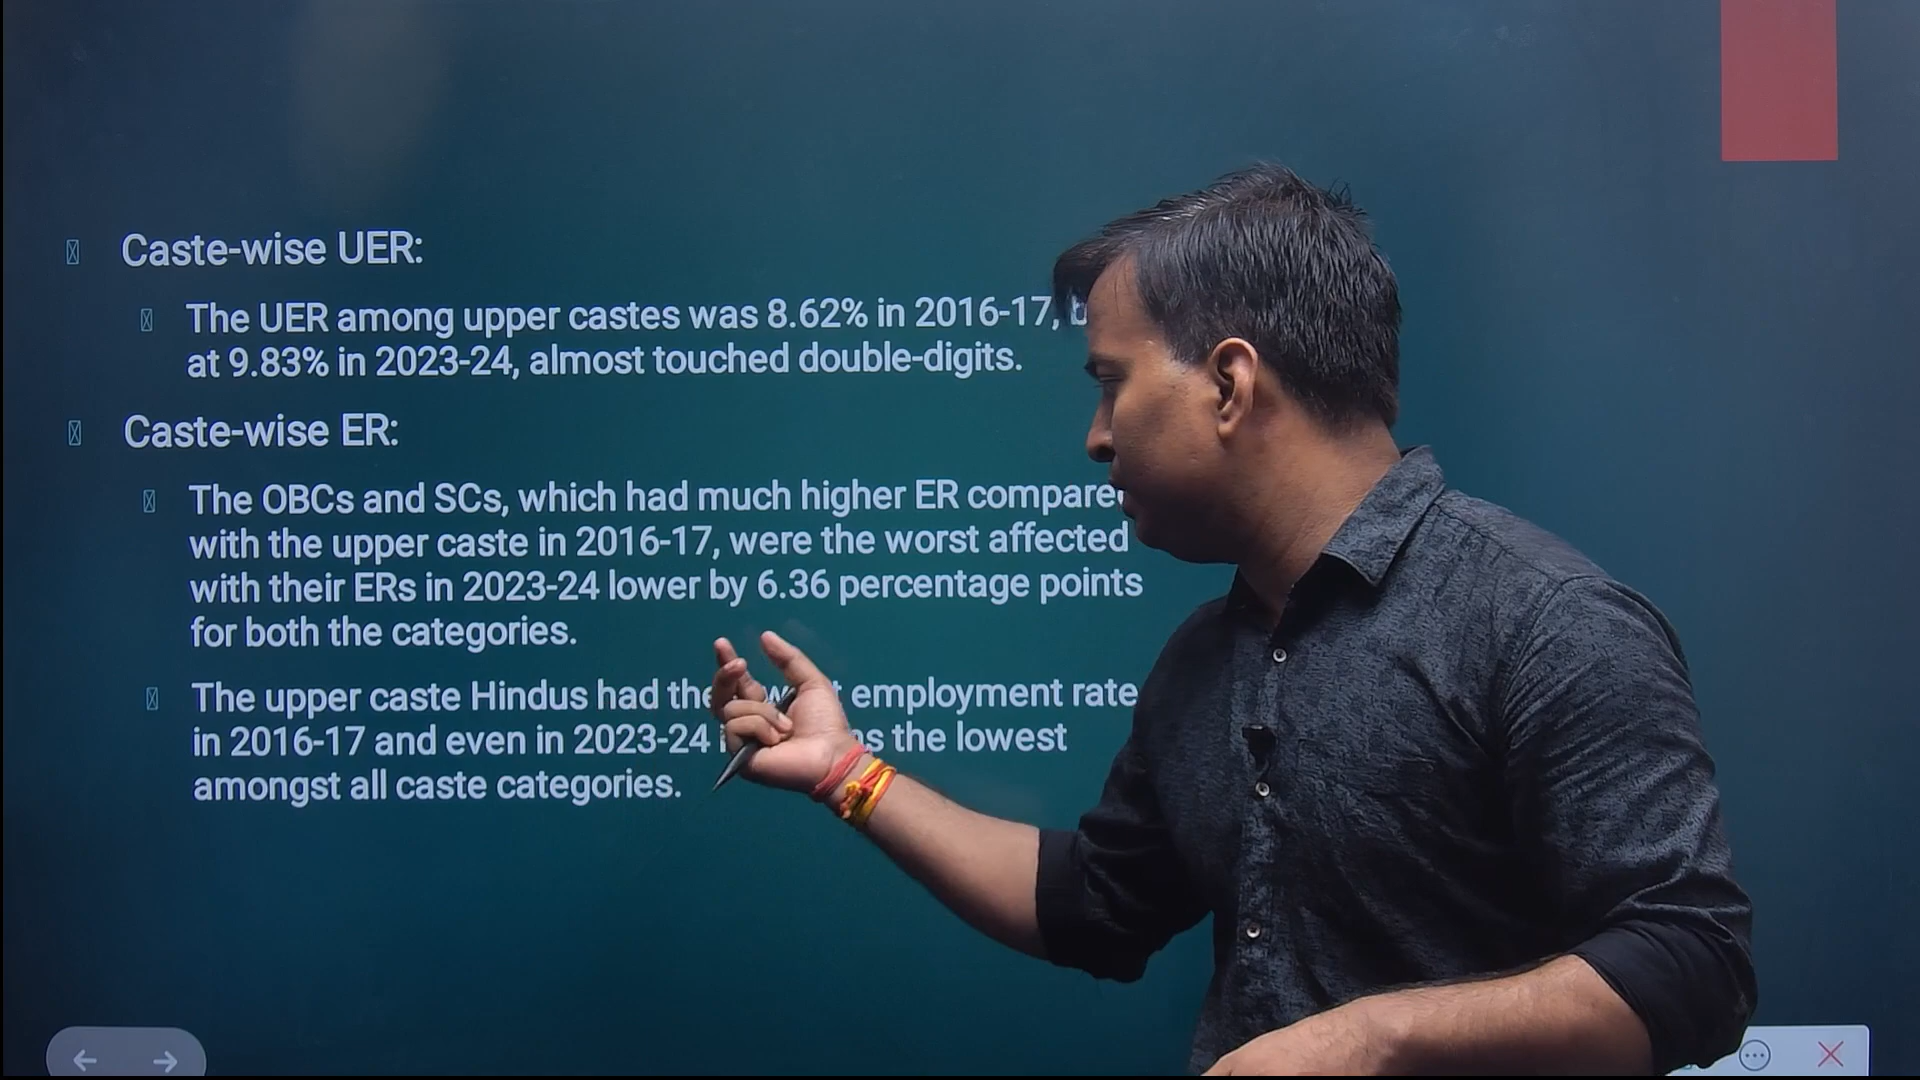 Caste-wise UER:
The UER among upper castes was 8.62% in 2016-17,
at 9.83% in 2023-24, almost touched double-digits.
Caste-wise ER:
The OBCs and SCs, which had much higher ER compared
with the upper caste in 2016-17, were the worst affected
with their ERs in 2023-24 lower by 6.36 percentage points
for both the categories.
The upper caste Hindus had the employment rate
in 2016-17 and even in 2023-24 the lowest
amongst all caste categories.